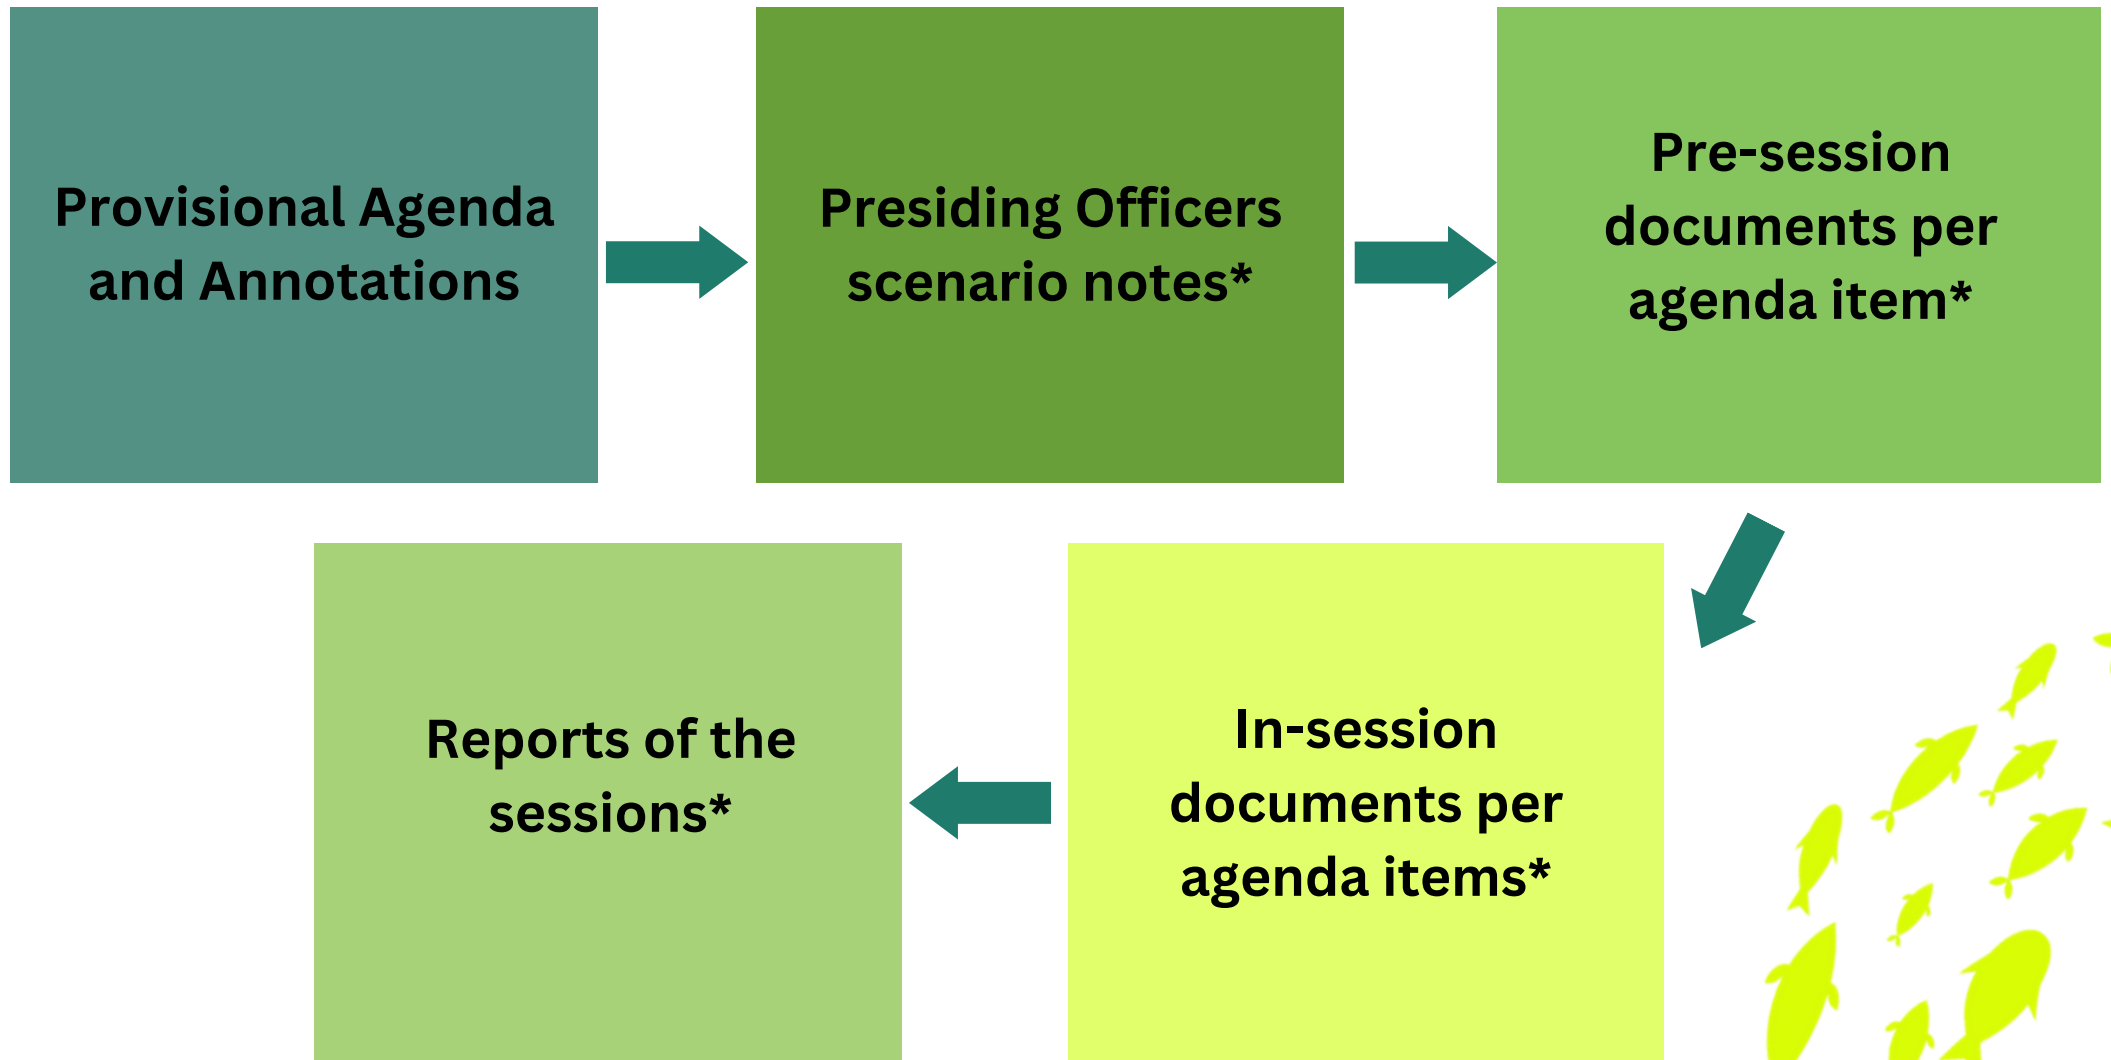 Provisional Agenda
and Annotations
Presiding Officers
scenario notes*
Pre-session
documents per
agenda item*
In-session
documents per
agenda items*
Reports of the
sessions*